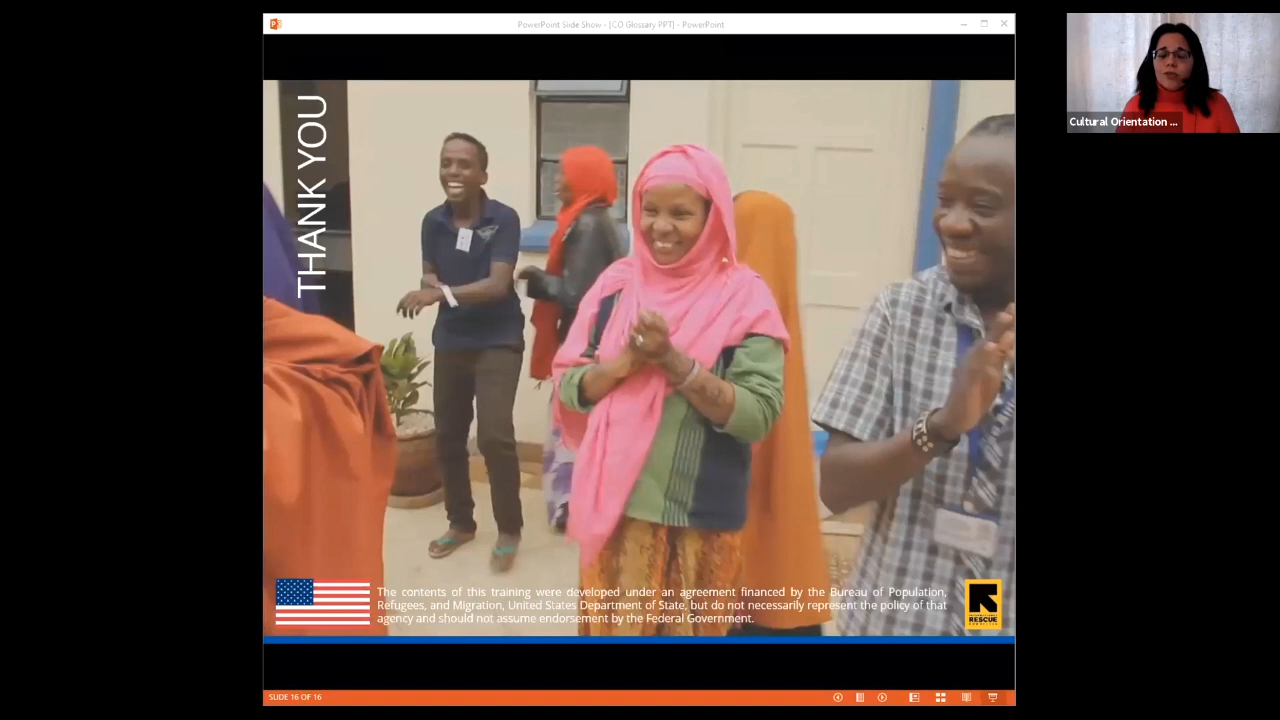 PowerPoint Slide Show - [CO Glossary PPT] - PowerPoint
Cultural Orientation ...
THANK YOU
The contents of this training were developed under an agreement financed by the Bureau of Population,
Refugees, and Migration, United States Department of State, but do not necessarily represent the policy of that
agency and should not assume endorsement by the Federal Government.
RESCUE
SLIDE 16 OF 16